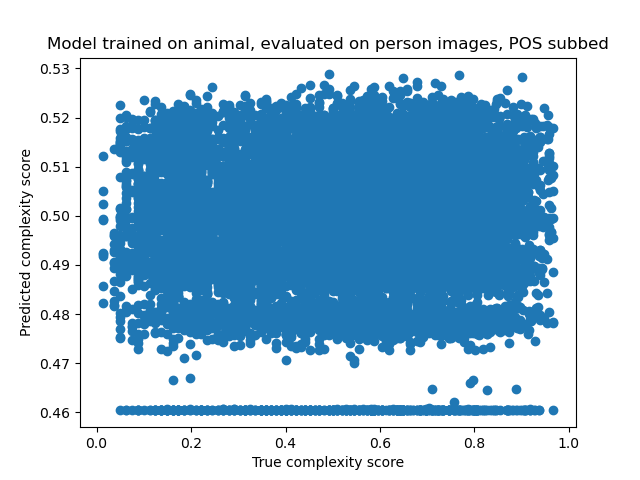 Model trained on animal, evaluated on person images, POS subbed
0.53
0.52
0.51
0.50
0.49
0.48
0.47
0.46
Predicted complexity score
0.0 0.2 0.4 0.6 0.8 1.0
True complexity score